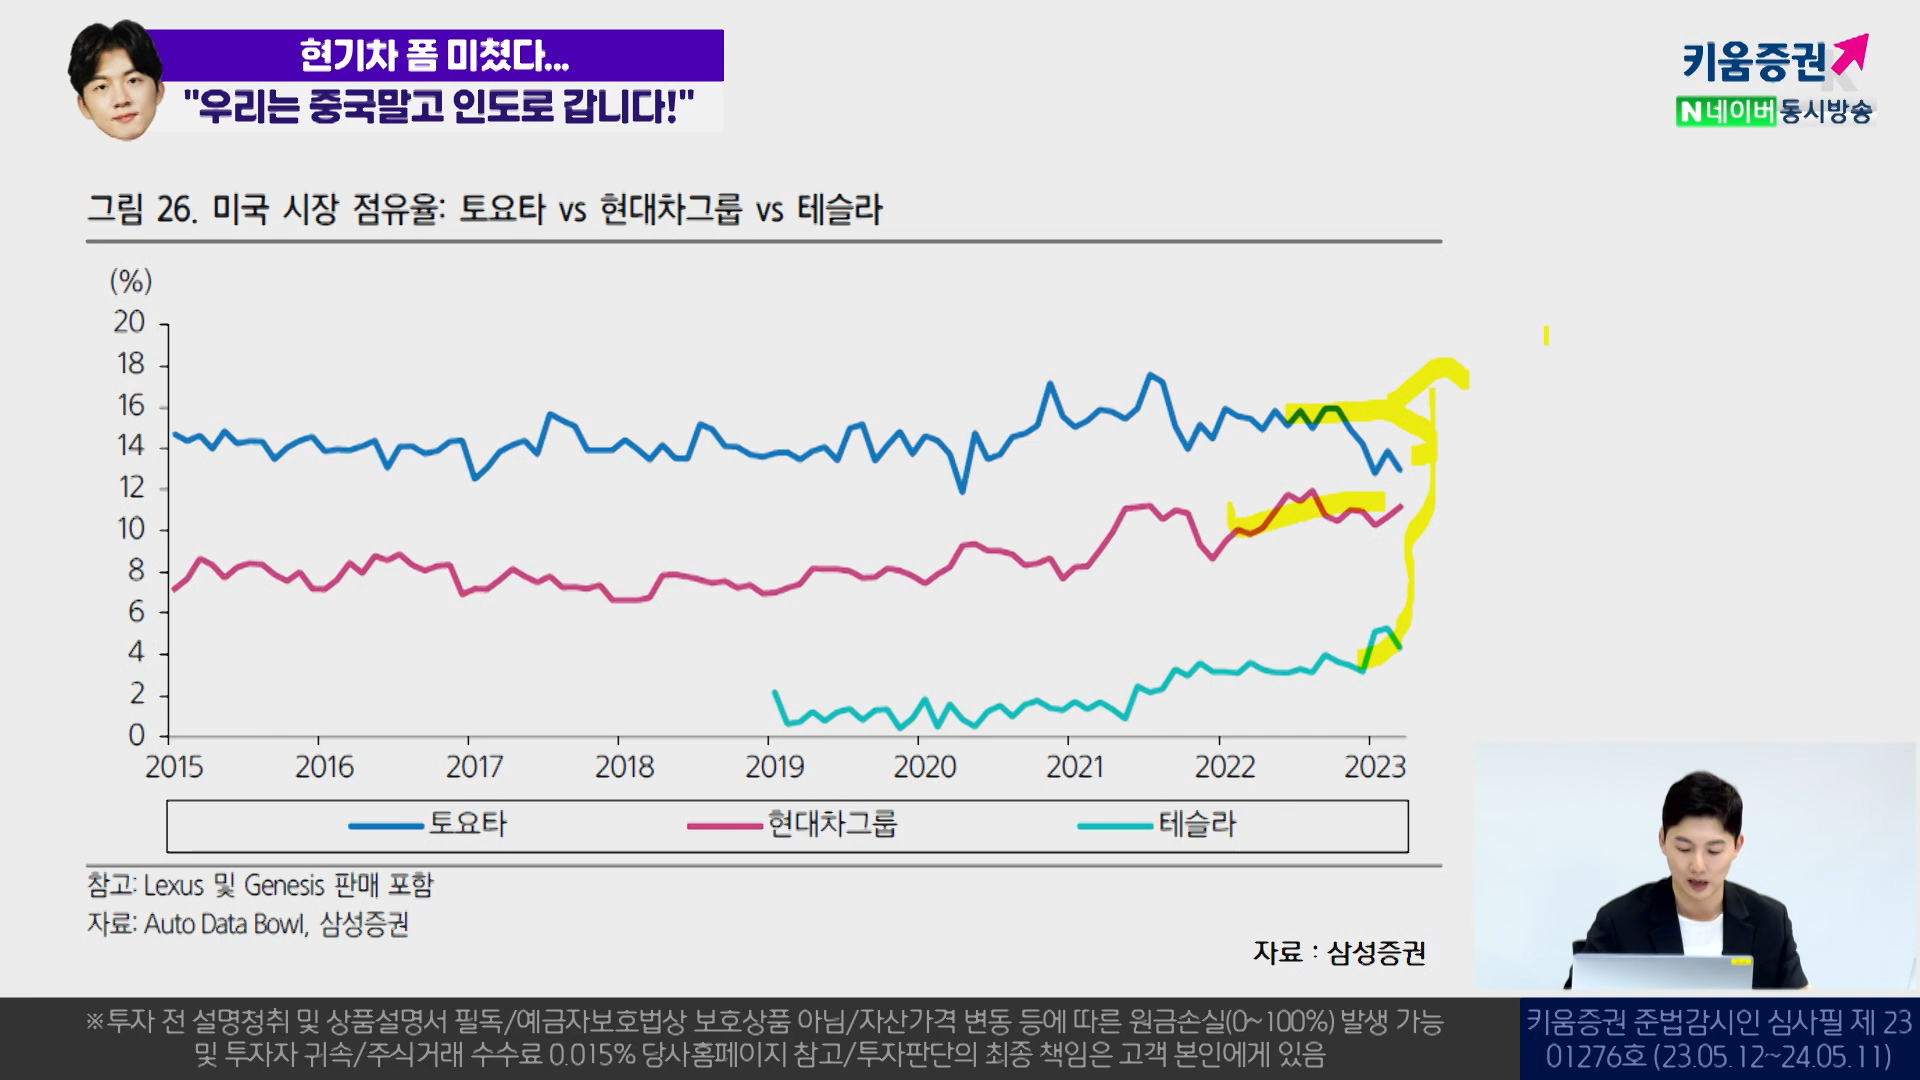 현기차 폼 미쳤다...
"우리는 중국말고 인도로 갑니다!"
키움증권
N 네이버 동시방송
그림 26. 미국 시장 점유율: 토요타 vs 현대차그룹 vs 테슬라
(%)
20
18
16
14
12
10
8
6
4
2
0
2015 2016 2017 2018 2019 2020 2021 2022 2023
토요타 현대차그룹 테슬라
참고: Lexus 및 Genesis 판매 포함
자료: Auto Data Bowl, 삼성증권
자료 : 삼성증권
※투자 전 설명청취 및 상품설명서 필독/예금자보호법상 보호상품 아님/자산가격 변동 등에 따른 원금손실(0~100%) 발생 가능
및 투자자 귀속/주식거래 수수료 0.015% 당사홈페이지 참고/투자판단의 최종 책임은 고객 본인에게 있음
키움증권 준법감시인 심사필 제 23
01276호 (23.05.12~24.05.11)